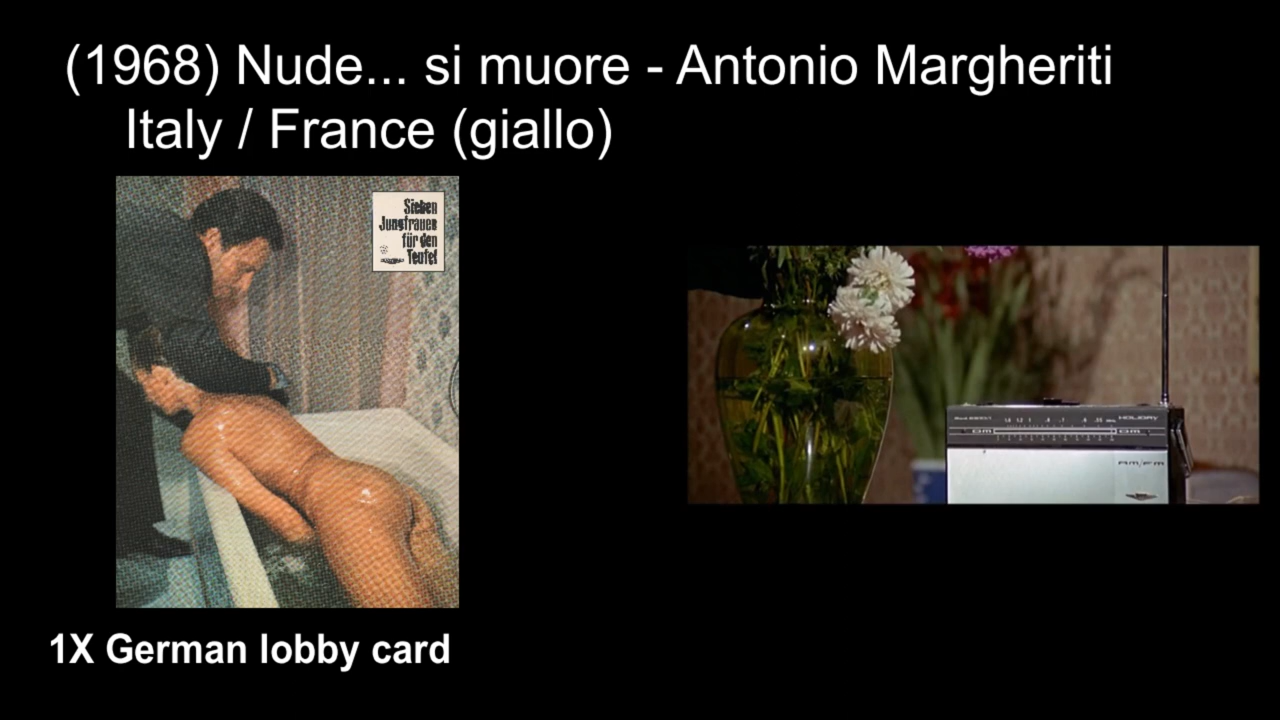 (1968) Nude... si muore - Antonio Margheriti
Italy / France (giallo)
Sieben
Jungfrauen
für den
Teufel
HOLIDAY
AM/FM
1X German lobby card